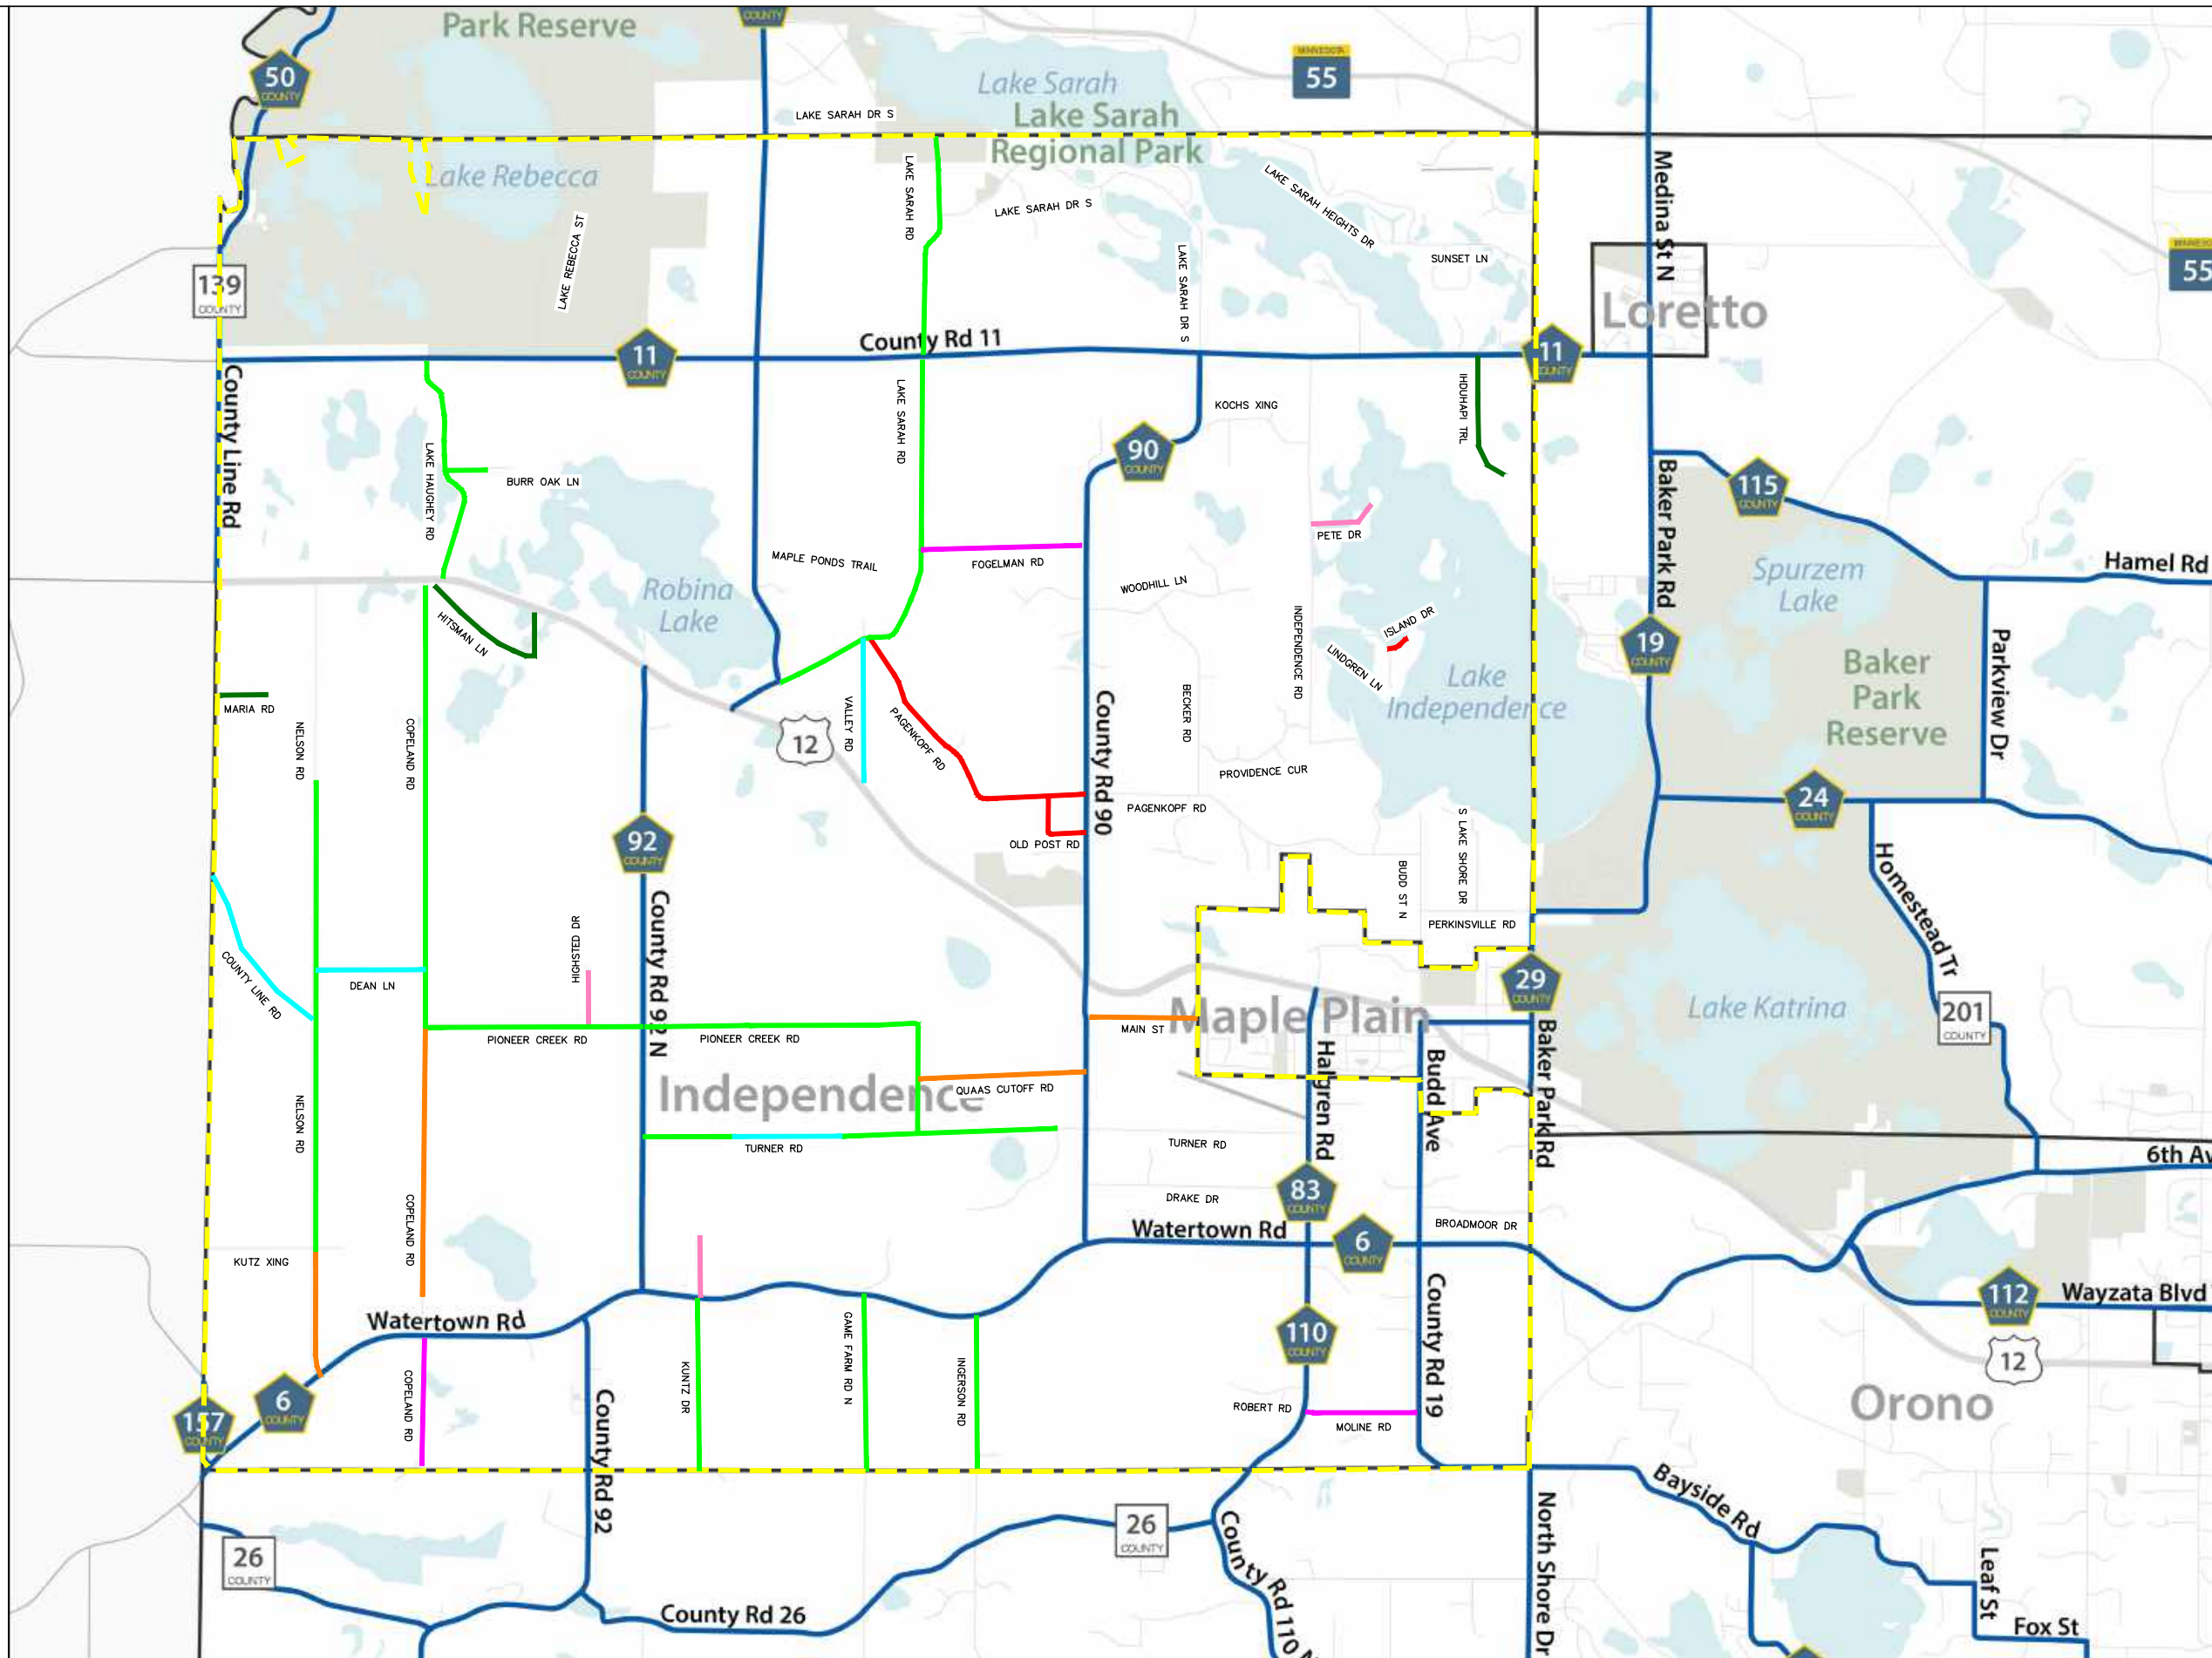 Park Reserve
COUNTY
50
COUNTY
Lake Sarah
MINNESOTA
55
LAKE SARAH DR S
Lake Sarah
Regional Park
Lake Rebecca
LAKE REBECCA ST
LAKE SARAH RD
LAKE SARAH DR S
LAKE SARAH HEIGHTS DR
LAKE SARAH DR S
SUNSET LN
Medina St N
55
139
COUNTY
Loretto
County Rd 11
11
COUNTY
11
COUNTY
County Line Rd
LAKE HAUGHEY RD
BURR OAK LN
LAKE SARAH RD
KOCHS XING
IHDUHAPI TRL
90
COUNTY
Baker Park Rd
115
COUNTY
PETE DR
MAPLE PONDS TRAIL
FOGELMAN RD
WOODHILL LN
Robina
Lake
Spurzem
Lake
Hamel Rd
HITSMAN LN
INDEPENDENCE RD
ISLAND DR
LINDGREN LN
Lake
Independence
19
COUNTY
Baker
Park
Reserve
Parkview Dr
MARIA RD
NELSON RD
COPELAND RD
12
VALLEY RD
PAGENKOPF RD
County Rd 90
BECKER RD
PROVIDENCE CUR
PAGENKOPF RD
OLD POST RD
24
COUNTY
92
COUNTY
S LAKE SHORE DR
BUDD ST N
PERKINSVILLE RD
Homestead Tr
County Rd 92 N
HIGHSTED DR
COUNTY LINE RD
DEAN LN
29
COUNTY
Lake Katrina
201
COUNTY
PIONEER CREEK RD
PIONEER CREEK RD
MAIN ST
Maple Plain
Halgren Rd
Budd Ave
Baker Park Rd
Independence
QUAAS CUTOFF RD
NELSON RD
TURNER RD
TURNER RD
6th Av
COPELAND RD
DRAKE DR
83
COUNTY
Watertown Rd
6
COUNTY
BROADMOOR DR
KUTZ XING
112
COUNTY
Wayzata Blvd
Watertown Rd
110
COUNTY
County Rd 19
12
6
COUNTY
157
COUNTY
COPELAND RD
County Rd 92
KUNTZ DR
GAME FARM RD N
INGERSON RD
ROBERT RD
MOLINE RD
Orono
Bayside Rd
North Shore Dr
26
COUNTY
26
COUNTY
County Rd 110 N
County Rd 26
Leaf St
Fox St